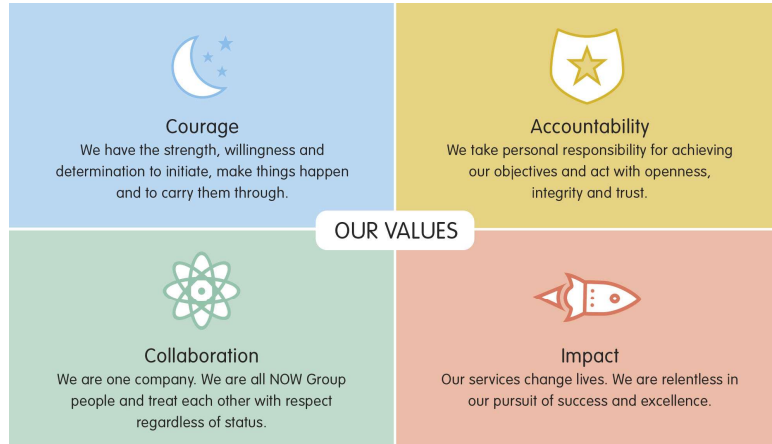 Courage
We have the strength, willingness and
determination to initiate, make things happen
and to carry them through.
Accountability
We take personal responsibility for achieving
our objectives and act with openness,
integrity and trust.
OUR VALUES
Collaboration
We are one company. We are all NOW Group
people and treat each other with respect
regardless of status.
Impact
Our services change lives. We are relentless in
our pursuit of success and excellence.